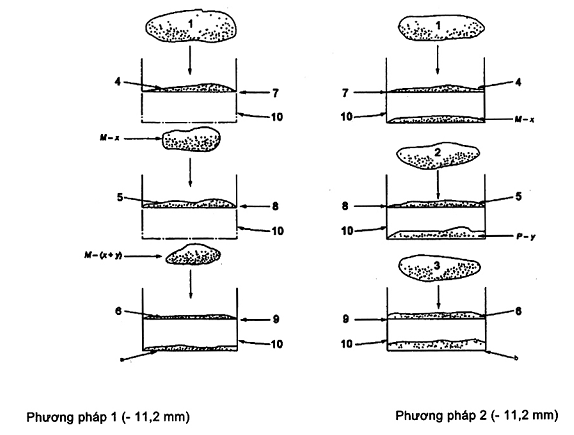 1
4
7
10
M – x
5
8
10
M – (x + y)
6
9
10
a
Phương pháp 1 (- 11,2 mm)
1
7
4
10
M – x
2
8
5
10
P – y
3
9
6
10
b
Phương pháp 2 (- 11,2 mm)